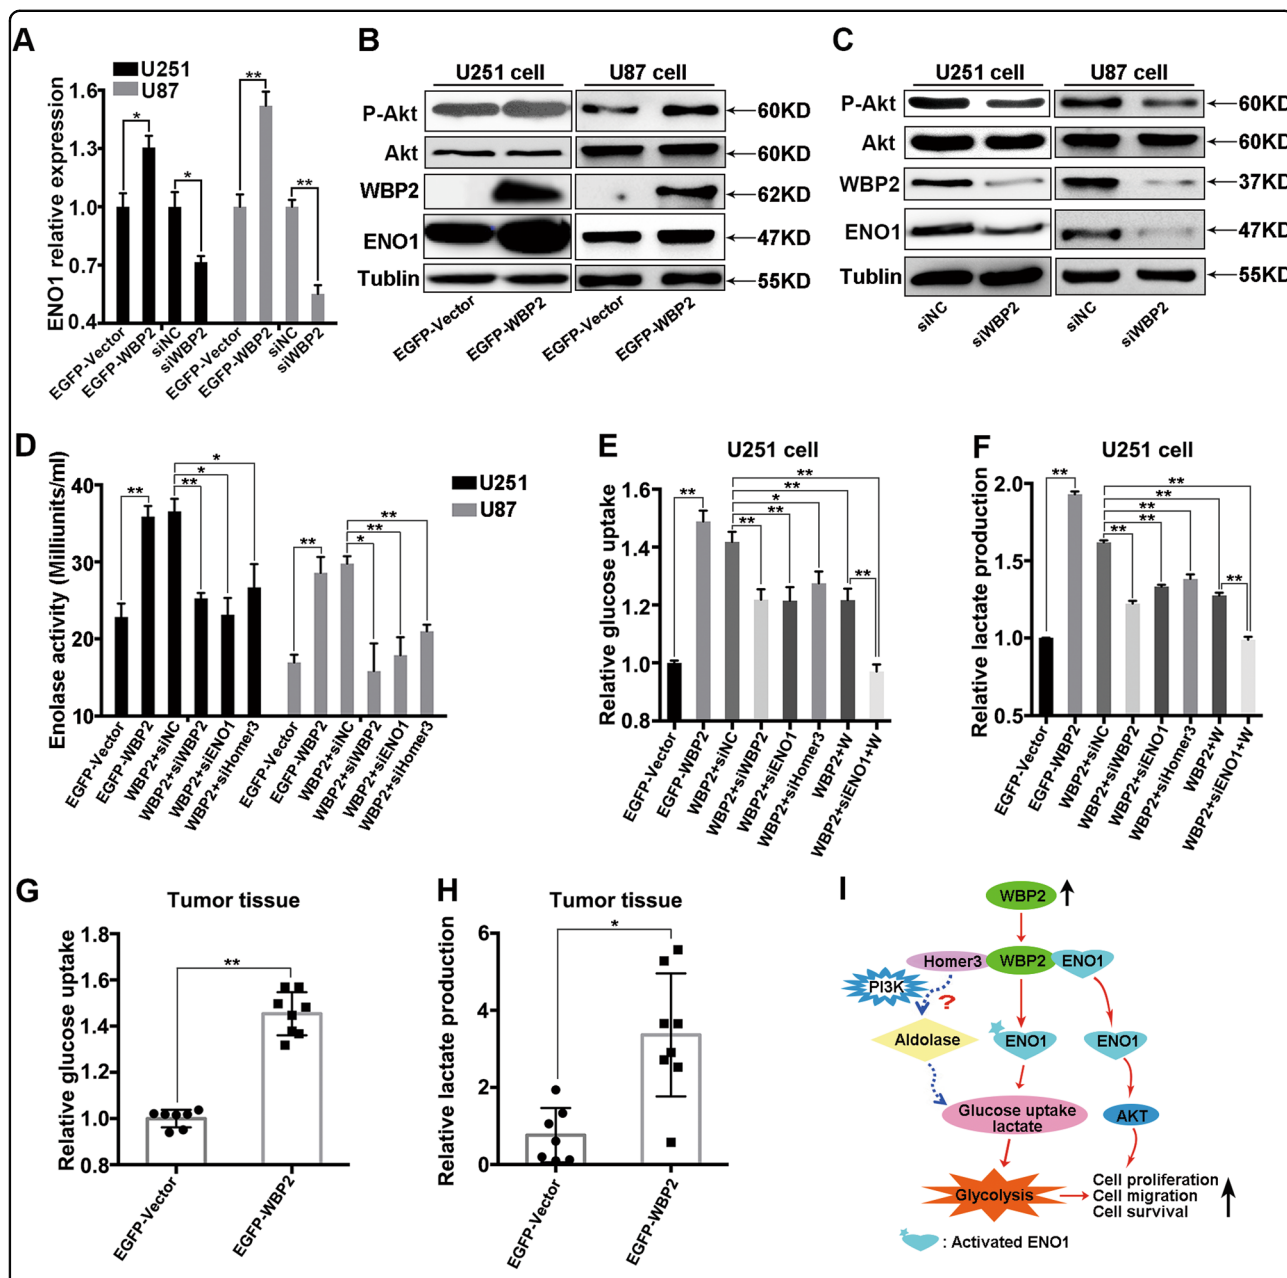 A
U251
U87
ENO1 relative expression
1.6
1.3
1.0
0.7
0.4
*
**
*
**
EGFP-Vector
EGFP-WBP2
siNC
siWBP2
EGFP-Vector
EGFP-WBP2
siNC
siWBP2
B
U251 cell
U87 cell
P-Akt
60KD
Akt
60KD
WBP2
62KD
ENO1
47KD
Tublin
55KD
EGFP-Vector
EGFP-WBP2
EGFP-Vector
EGFP-WBP2
C
U251 cell
U87 cell
P-Akt
60KD
Akt
60KD
WBP2
37KD
ENO1
47KD
Tublin
55KD
siNC
siWBP2
siNC
siWBP2
D
U251
U87
Enolase activity (Milliunits/ml)
40
30
20
10
**
**
*
*
**
*
**
**
EGFP-Vector
EGFP-WBP2
WBP2+siNC
WBP2+siWBP2
WBP2+siENO1
WBP2+siHomer3
EGFP-Vector
EGFP-WBP2
WBP2+siNC
WBP2+siWBP2
WBP2+siENO1
WBP2+siHomer3
E
U251 cell
Relative glucose uptake
1.6
1.4
1.2
1.0
0.8
**
**
**
*
**
**
**
EGFP-Vector
EGFP-WBP2
WBP2+siNC
WBP2+siWBP2
WBP2+siENO1
WBP2+siHomer3
WBP2+W
WBP2+siENO1+W
F
U251 cell
Relative lactate production
2.0
1.5
1.0
0.5
**
**
**
**
**
**
**
EGFP-Vector
EGFP-WBP2
WBP2+siNC
WBP2+siWBP2
WBP2+siENO1
WBP2+siHomer3
WBP2+W
WBP2+siENO1+W
G
Tumor tissue
Relative glucose uptake
1.8
1.6
1.4
1.2
1.0
0.8
**
EGFP-Vector
EGFP-WBP2
H
Tumor tissue
Relative lactate production
6
4
2
0
*
EGFP-Vector
EGFP-WBP2
I
WBP2
Homer3
WBP2
ENO1
PI3K
?
Aldolase
ENO1
ENO1
Glucose uptake
lactate
AKT
Glycolysis
Cell proliferation
Cell migration
Cell survival
: Activated ENO1